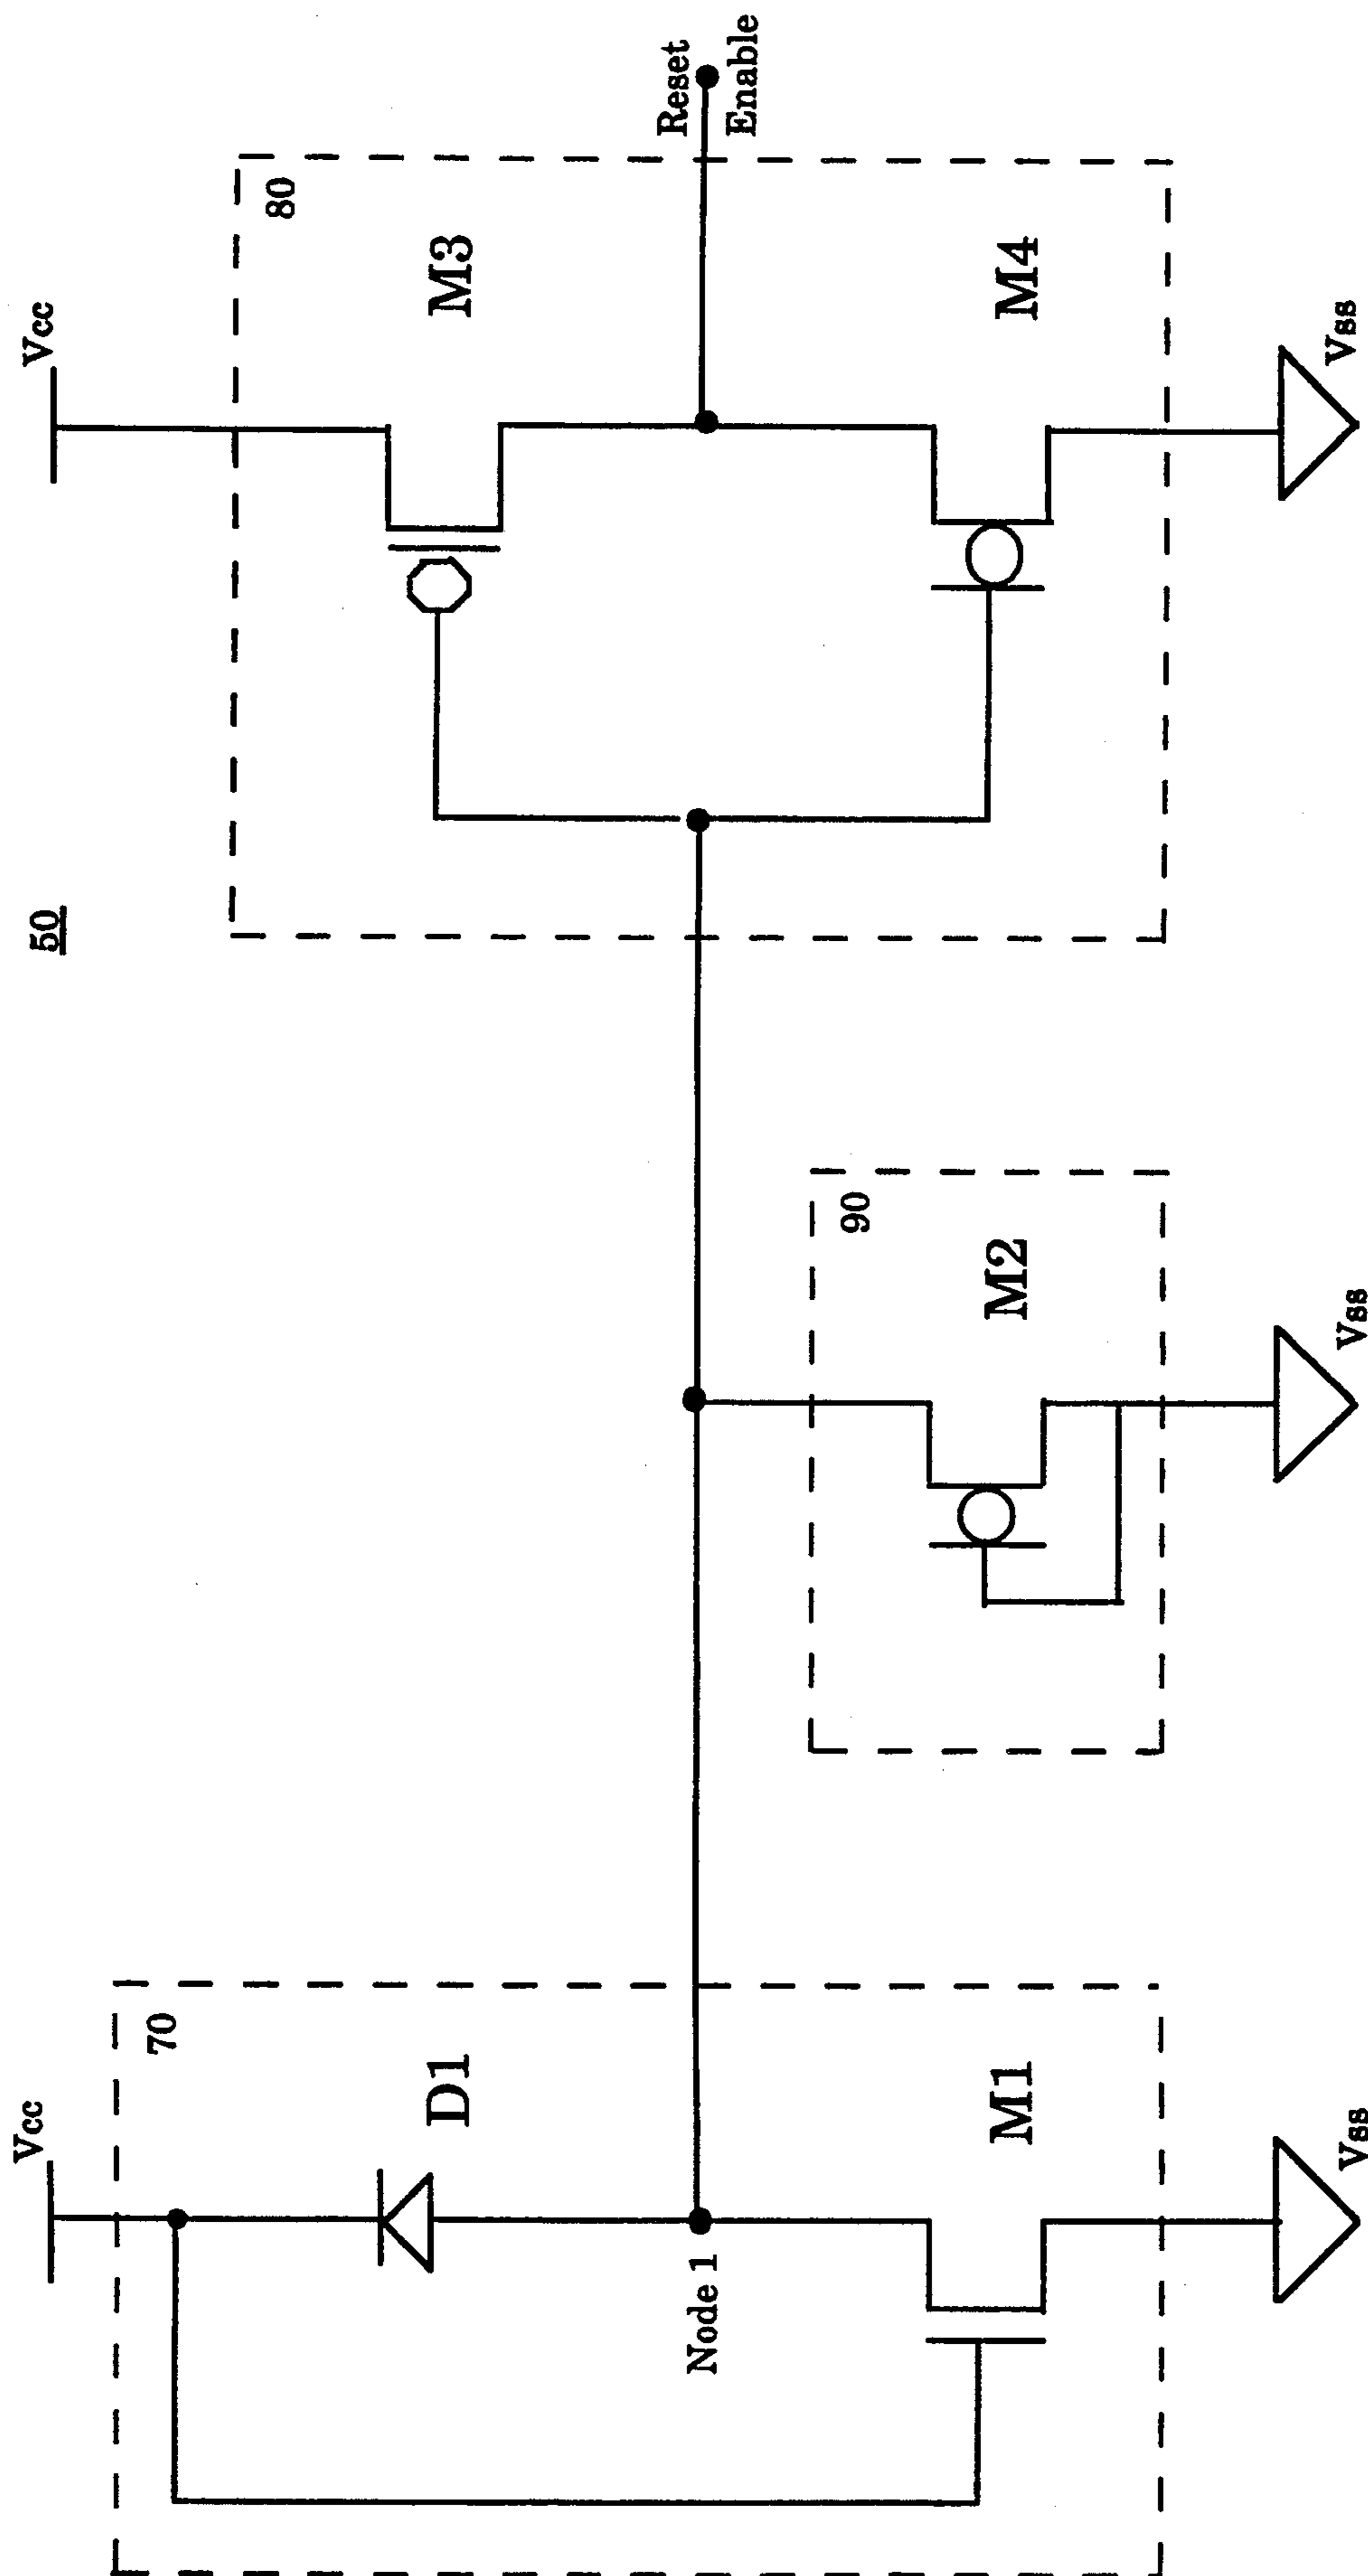 50
Vcc
70
D1
Node 1
M1
Vss
90
M2
Vss
Vcc
80
M3
Reset
Enable
M4
Vss